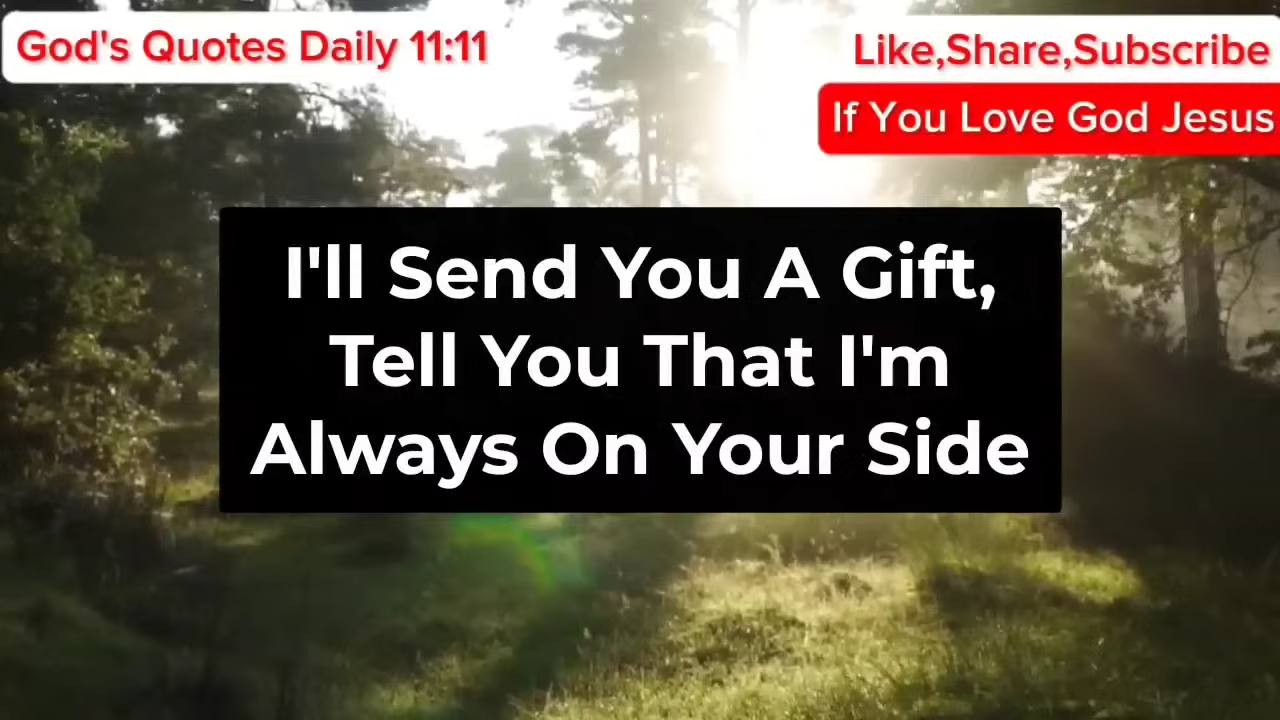 God's Quotes Daily 11:11
Like,Share,Subscribe
If You Love God Jesus
I'll Send You A Gift,
Tell You That I'm
Always On Your Side